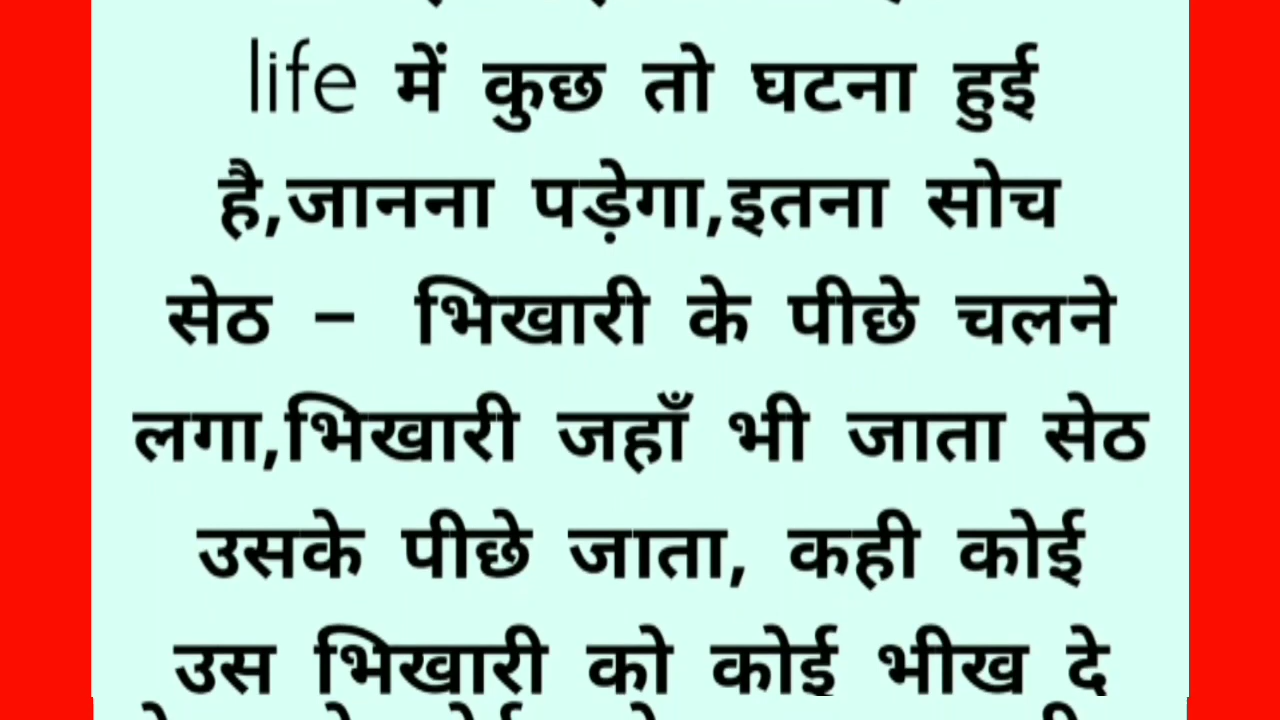 life में कुछ तो घटना हुई
है,जानना पड़ेगा,इतना सोच
सेठ – भिखारी के पीछे चलने
लगा,भिखारी जहाँ भी जाता सेठ
उसके पीछे जाता, कही कोई
उस भिखारी को कोई भीख दे